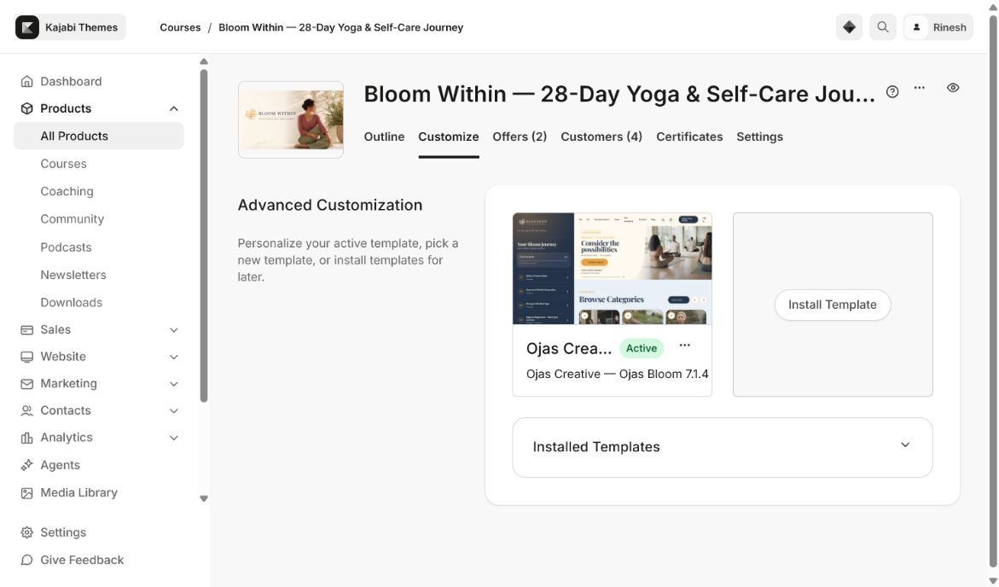 Kajabi Themes
Courses / Bloom Within — 28-Day Yoga & Self-Care Journey
Rinesh
Dashboard
Products
All Products
Courses
Coaching
Community
Podcasts
Newsletters
Downloads
Sales
Website
Marketing
Contacts
Analytics
Agents
Media Library
Settings
Give Feedback
BLOOM WITHIN
Bloom Within — 28-Day Yoga & Self-Care Jou...
Outline Customize Offers (2) Customers (4) Certificates Settings
Advanced Customization
Personalize your active template, pick a
new template, or install templates for
later.
Your Bloom Journey
Consider the
possibilities
Browse Categories
Ojas Crea... Active
Ojas Creative — Ojas Bloom 7.1.4
Install Template
Installed Templates